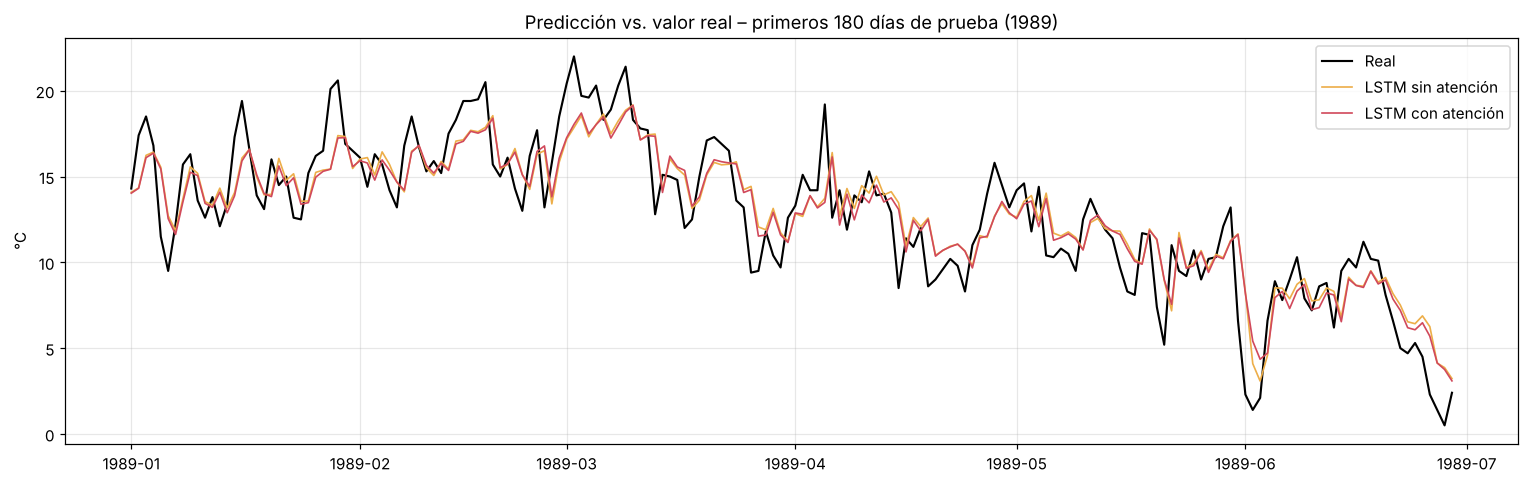 Predicción vs. valor real – primeros 180 días de prueba (1989)
Real
LSTM sin atención
LSTM con atención
°C
20
15
10
5
0
1989-01
1989-02
1989-03
1989-04
1989-05
1989-06
1989-07